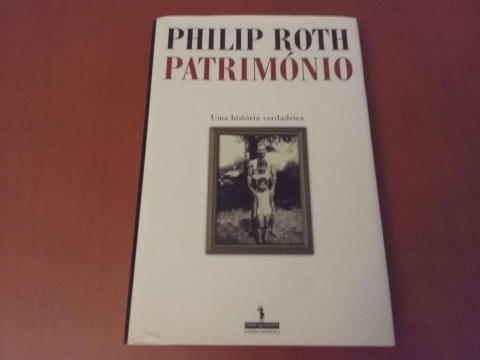 PHILIP ROTH
PATRIMÓNIO
Uma história verdadeira